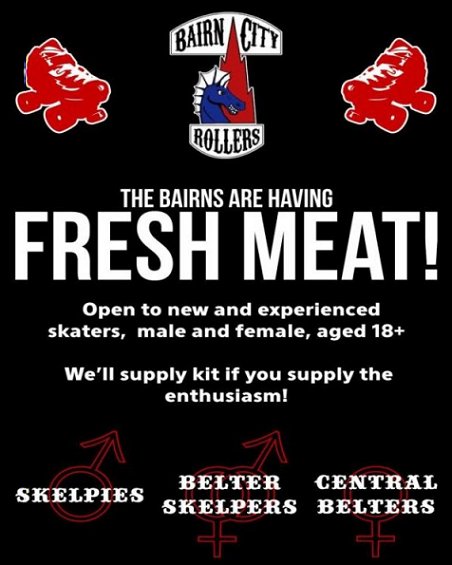 BAIRN CITY
ROLLERS
THE BAIRNS ARE HAVING
FRESH MEAT!
Open to new and experienced
skaters, male and female, aged 18+
We'll supply kit if you supply the
enthusiasm!
SKELPIES
BELTER
SKELPERS
CENTRAL
BELTERS